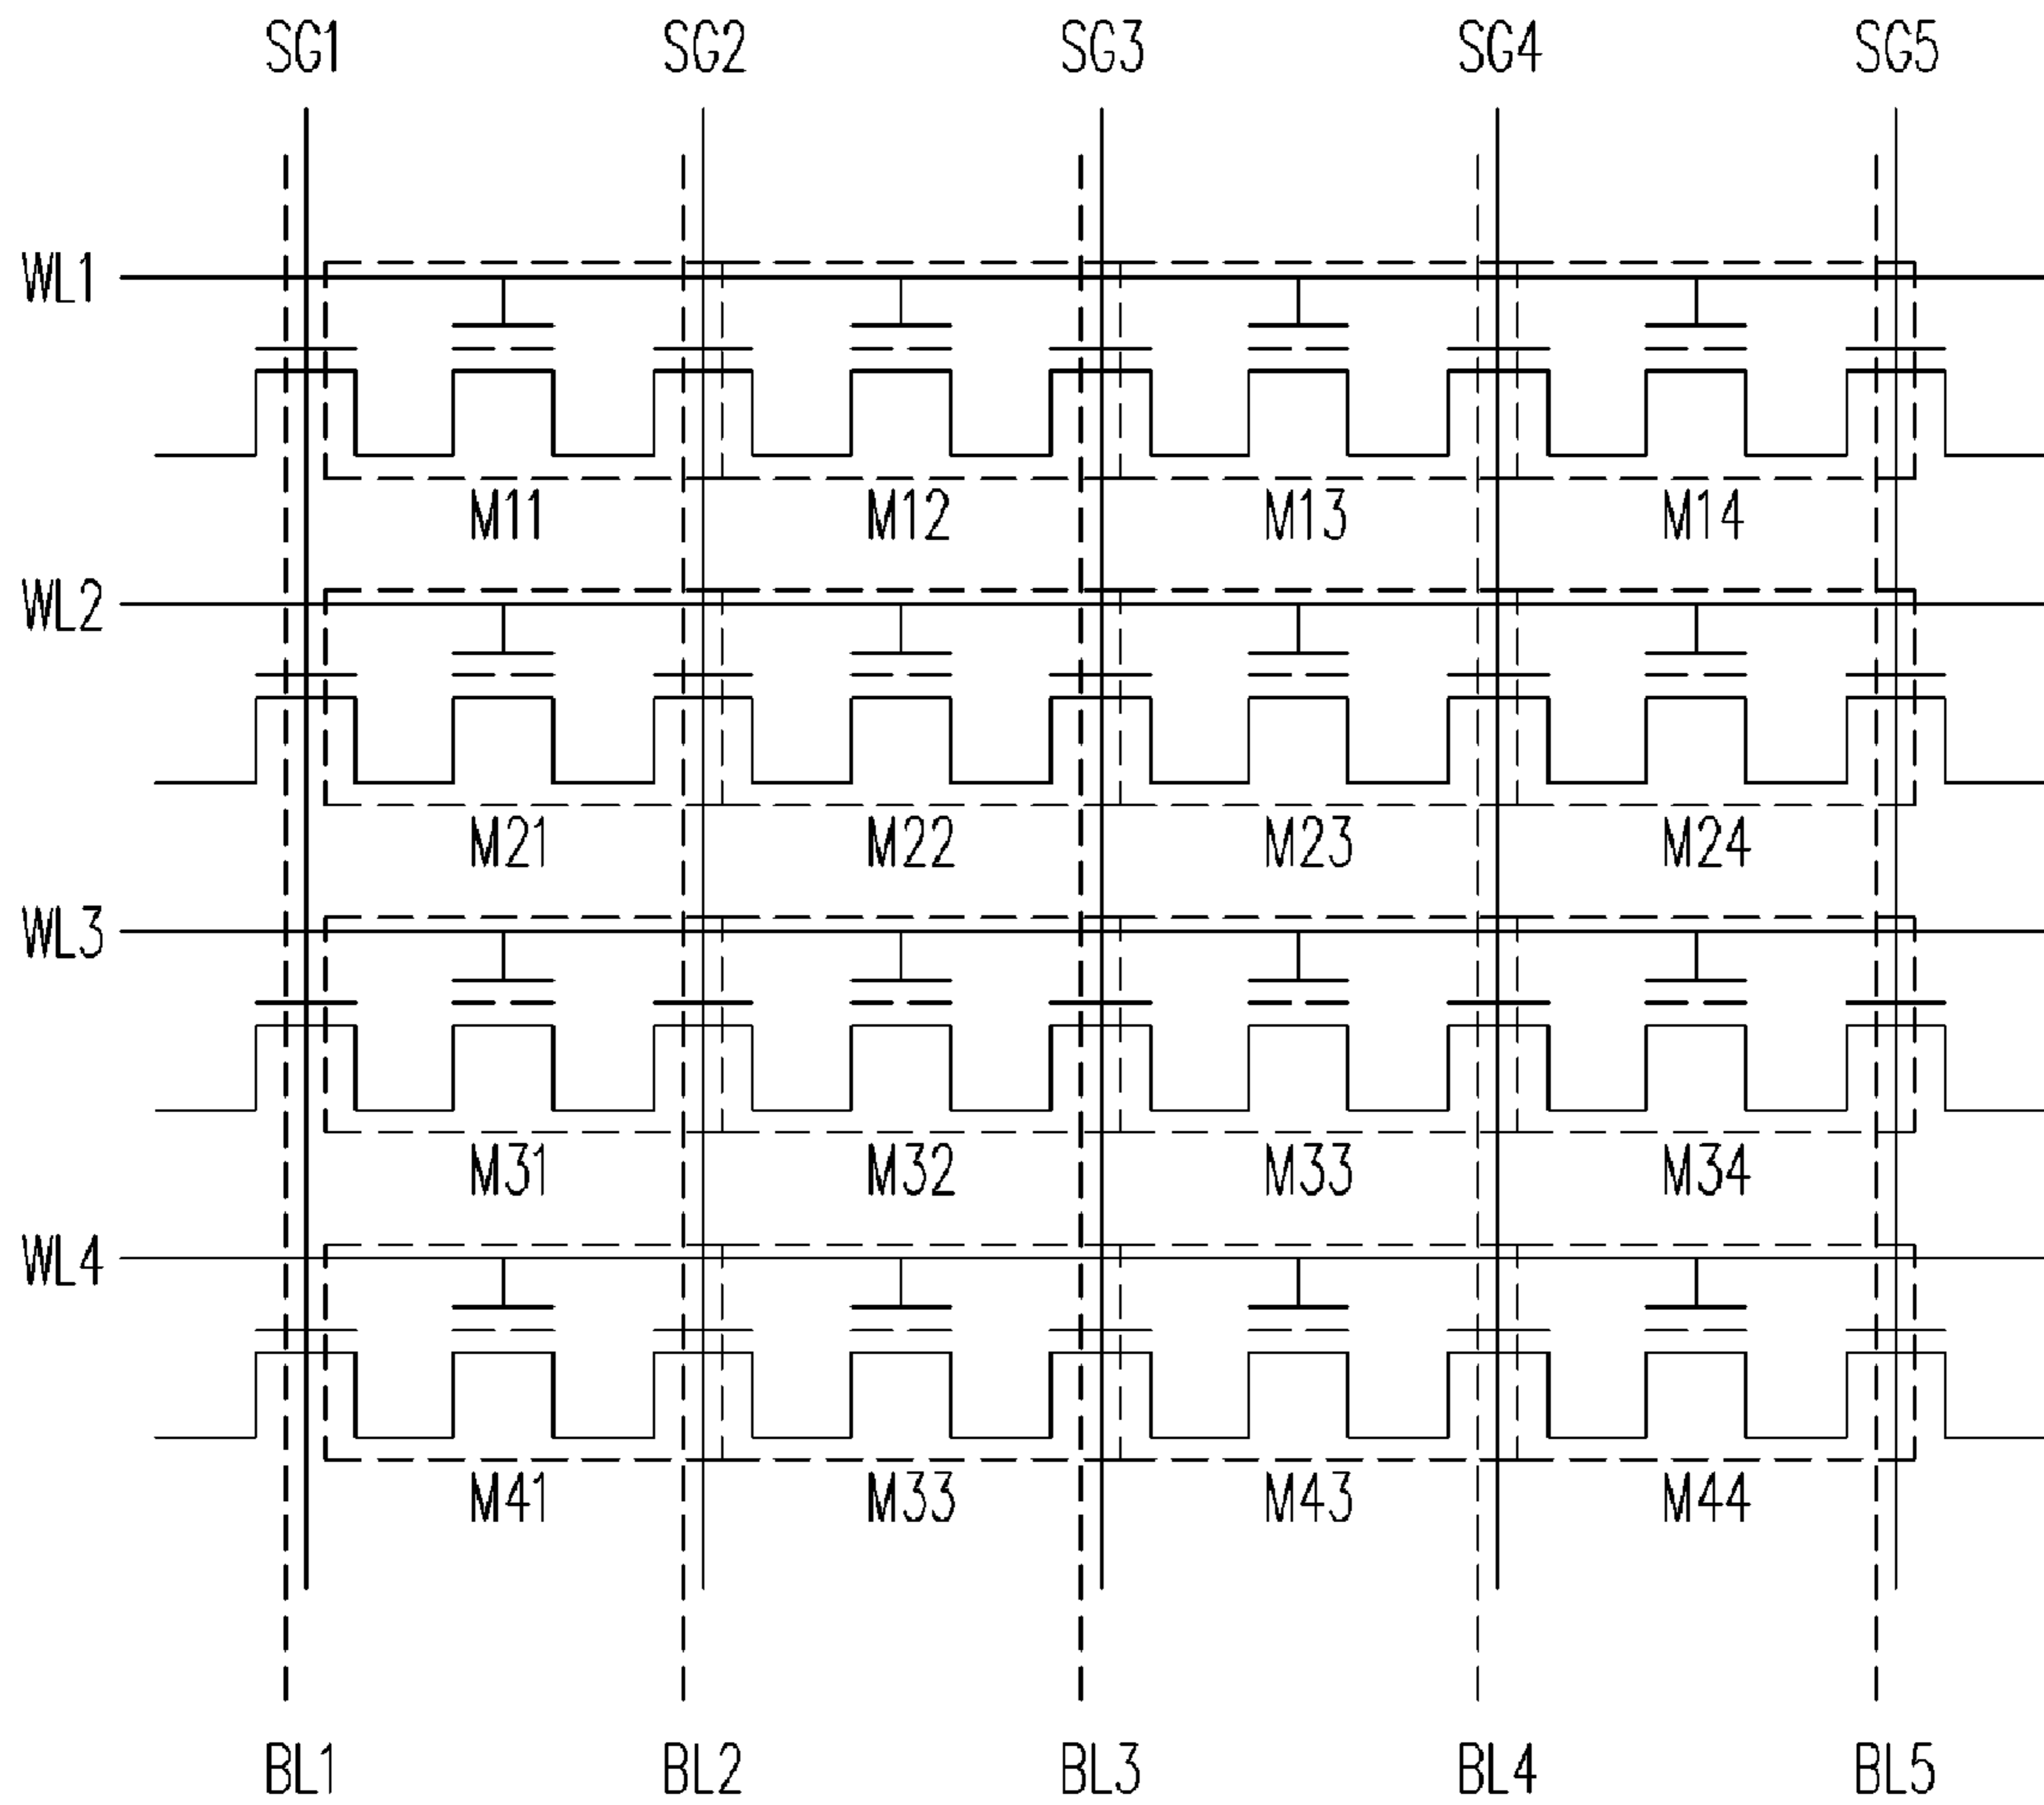 SG1 SG2 SG3 SG4 SG5
WL1
M11 M12 M13 M14
WL2
M21 M22 M23 M24
WL3
M31 M32 M33 M34
WL4
M41 M33 M43 M44
BL1 BL2 BL3 BL4 BL5